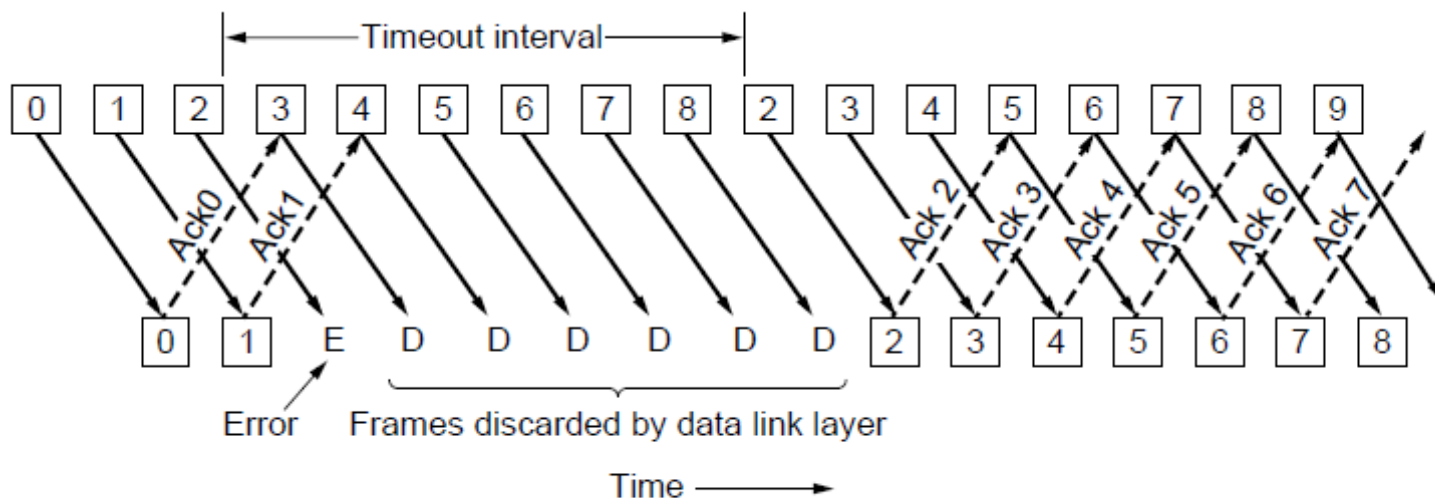 Timeout interval
0 1 2 3 4 5 6 7 8 2 3 4 5 6 7 8 9
Ack0 Ack1 Ack 2 Ack 3 Ack 4 Ack 5 Ack 6 Ack 7
0 1 E D D D D D D 2 3 4 5 6 7 8
Error Frames discarded by data link layer
Time